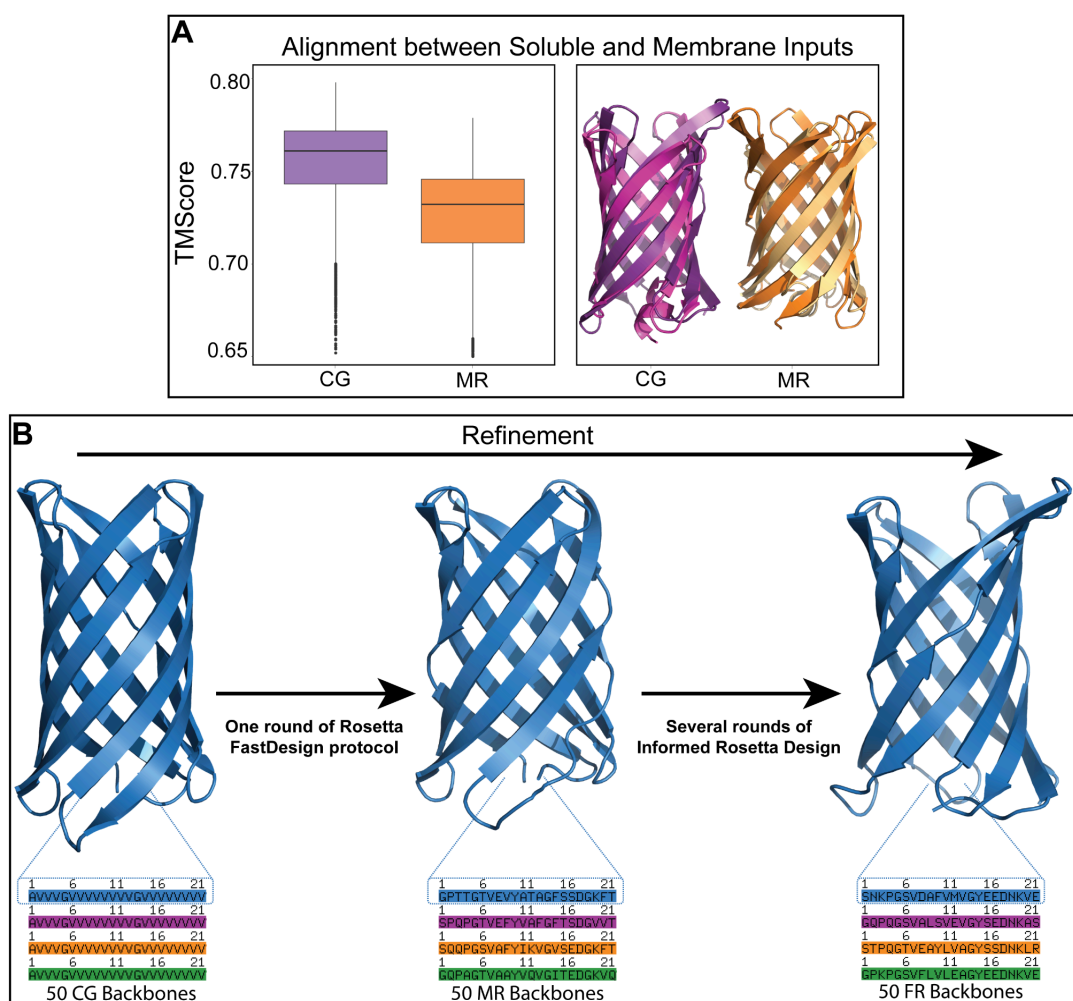 A
Alignment between Soluble and Membrane Inputs
TMScore
0.80
0.75
0.70
0.65
CG
MR
CG
MR
B
Refinement
One round of Rosetta
FastDesign protocol
Several rounds of
Informed Rosetta Design
1 6 11 16 21
AVVVGVVVVVVVVGVVVVVVV
1 6 11 16 21
AVVVGVVVVVVVVGVVVVVVV
1 6 11 16 21
AVVVGVVVVVVVVGVVVVVVV
1 6 11 16 21
AVVVGVVVVVVVVGVVVVVVV
50 CG Backbones
1 6 11 16 21
GPTTGTVEVYATAGFSSDGKFT
1 6 11 16 21
SPQPGTVEFYVAFGFTSDGVVT
1 6 11 16 21
SQQPGSVAFYIKVGVSEDGKFT
1 6 11 16 21
GQPAGTVAAYVQVGITEDGKVQ
50 MR Backbones
1 6 11 16 21
SNKPGSVDAFVMVGYEEDNKVE
1 6 11 16 21
GQPQGSVALSVEVGYSEDNKAS
1 6 11 16 21
STPQGTVEAYLVAGYSSDNKLR
1 6 11 16 21
GPKPGSVFLVLEAGYEEDNKVE
50 FR Backbones